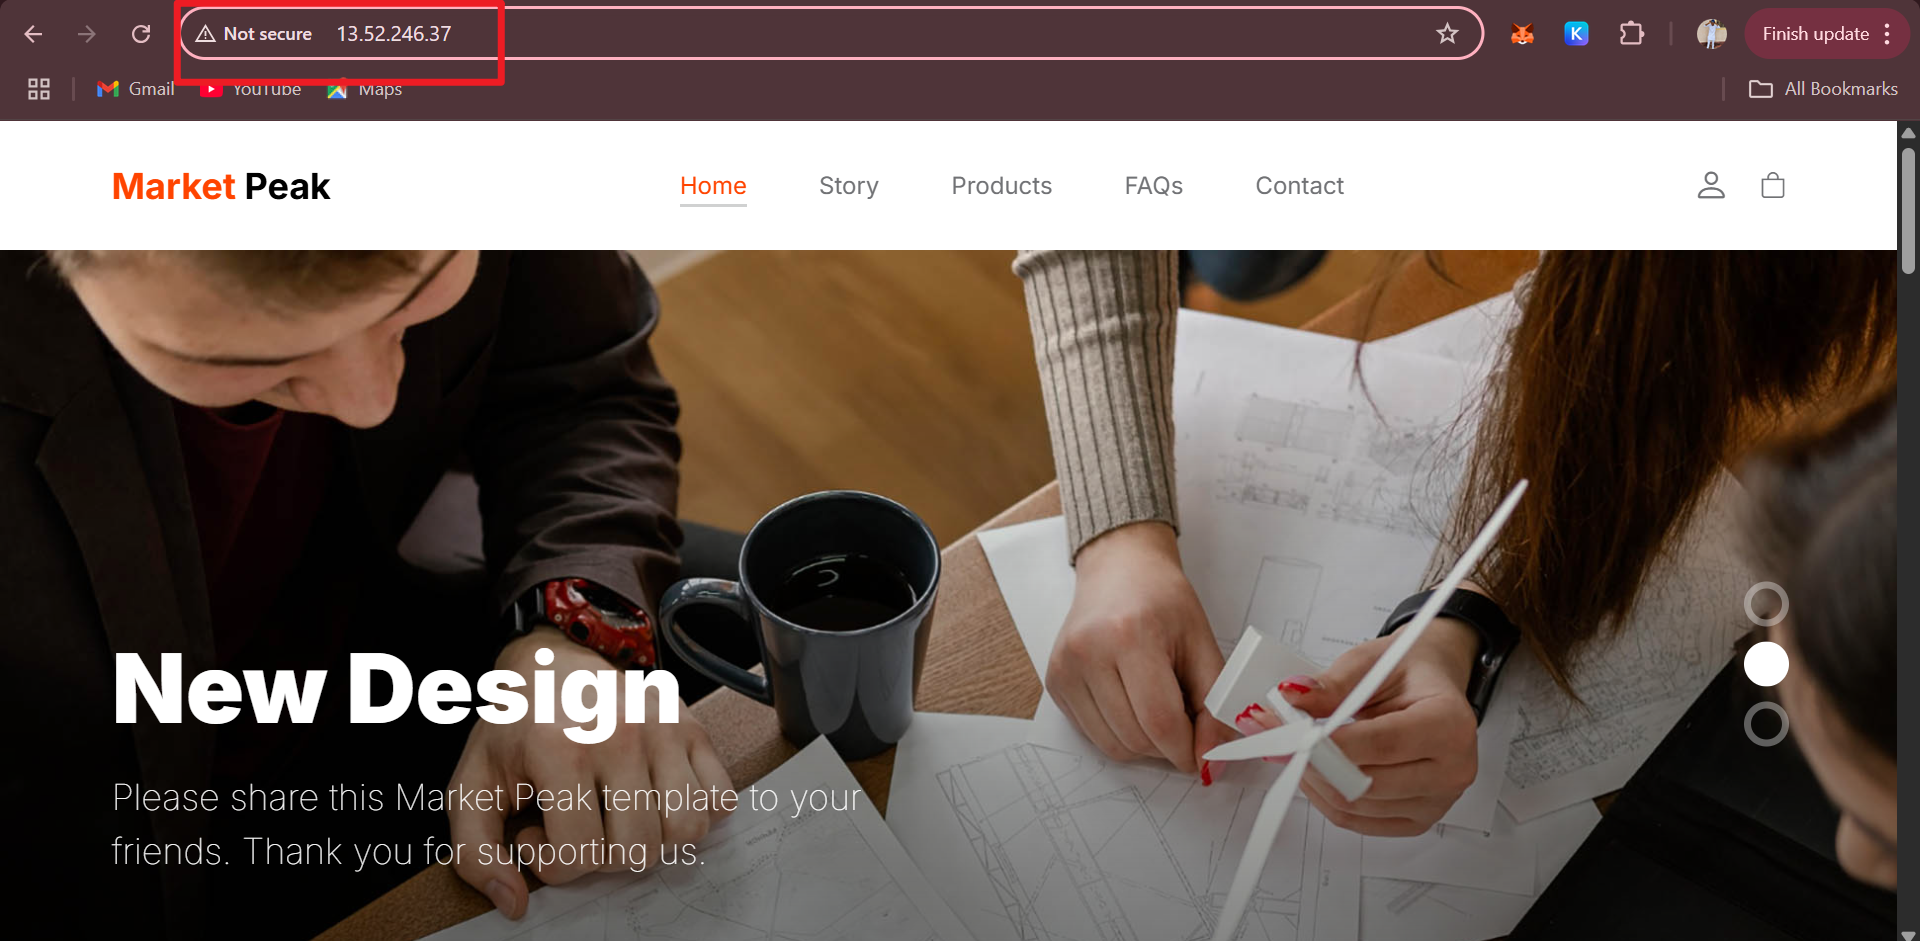 Not secure 13.52.246.37
Finish update
Gmail YouTube Maps All Bookmarks
Market Peak Home Story Products FAQs Contact
New Design
Please share this Market Peak template to your
friends. Thank you for supporting us.